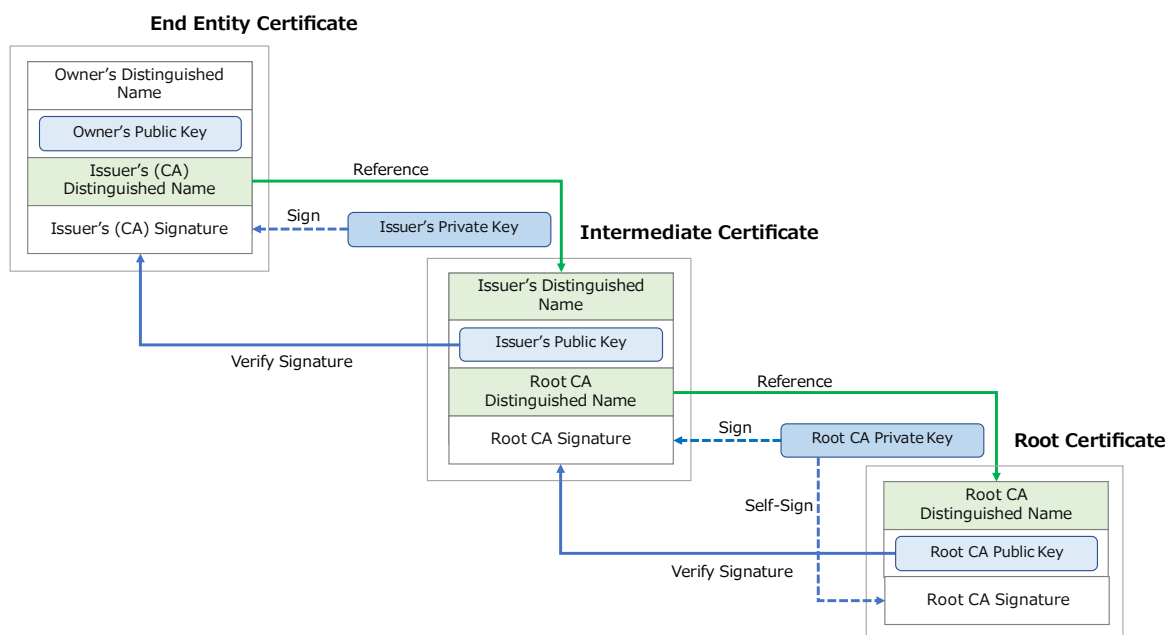 End Entity Certificate
Owner’s Distinguished
Name
Owner’s Public Key
Issuer’s (CA)
Distinguished Name
Issuer’s (CA) Signature
Reference
Sign
Issuer’s Private Key
Verify Signature
Intermediate Certificate
Issuer’s Distinguished
Name
Issuer’s Public Key
Root CA
Distinguished Name
Root CA Signature
Reference
Sign
Root CA Private Key
Self-Sign
Verify Signature
Root Certificate
Root CA
Distinguished Name
Root CA Public Key
Root CA Signature